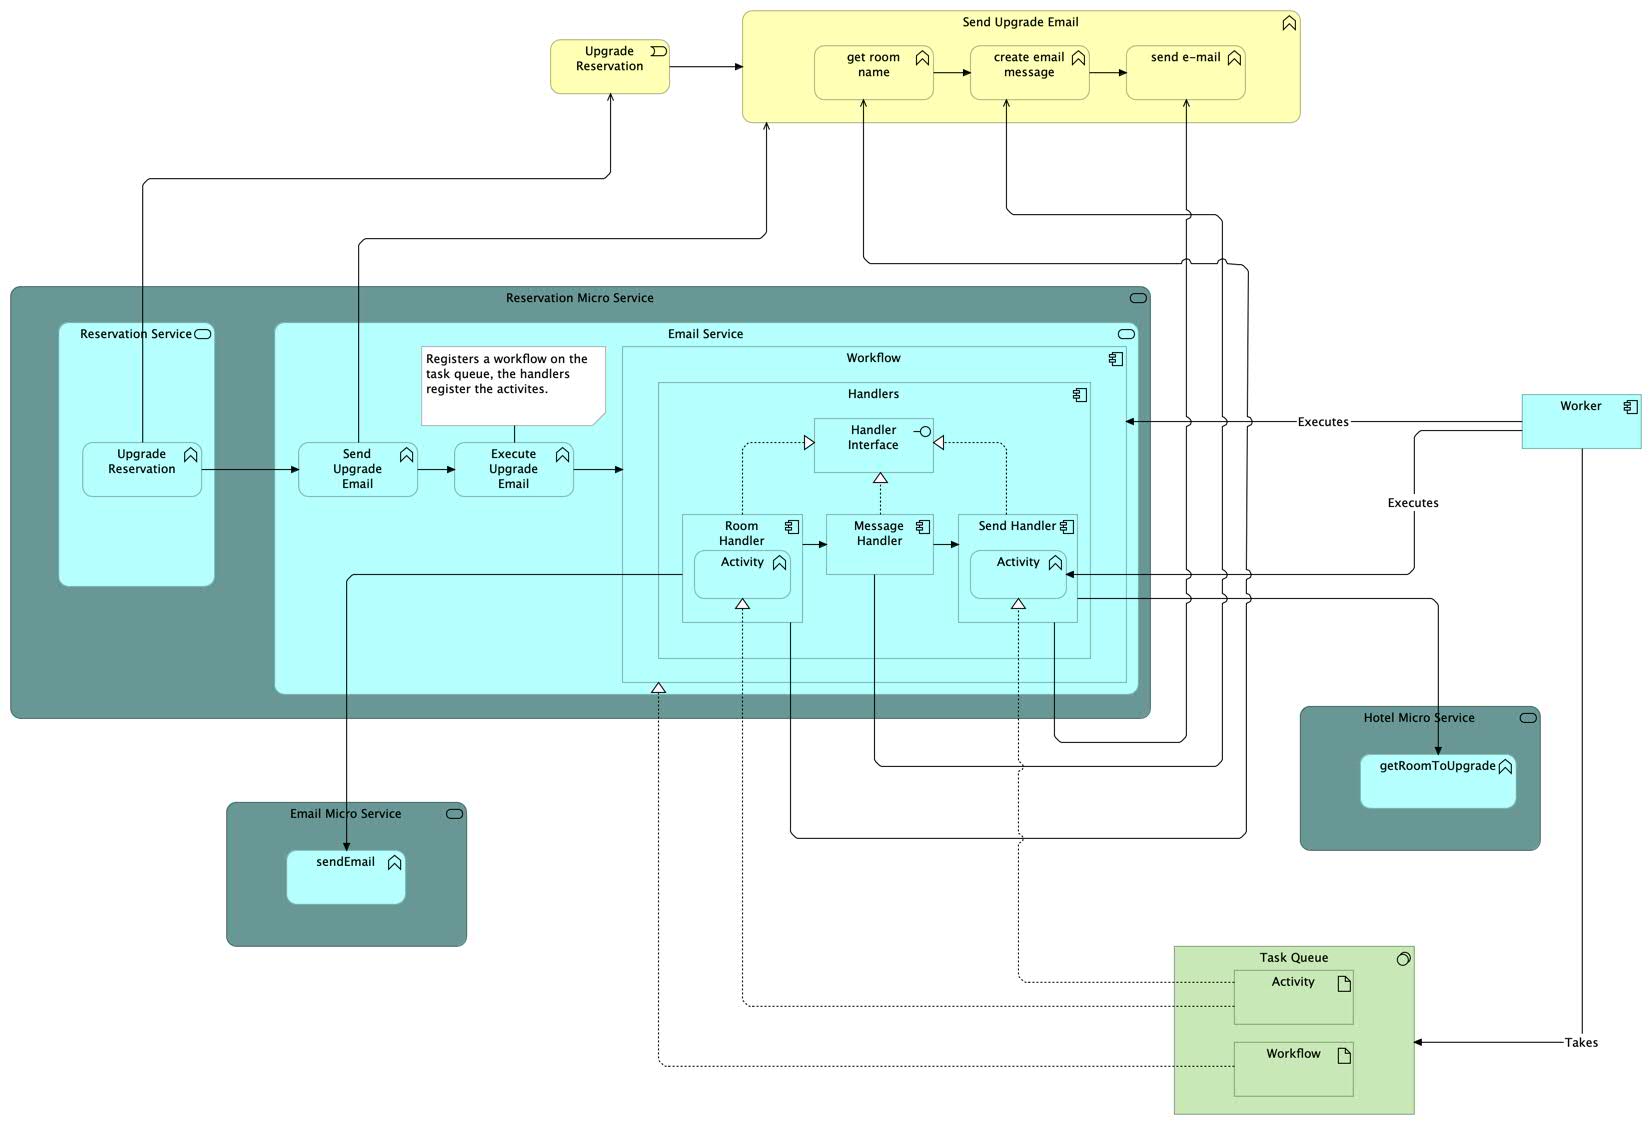 Send Upgrade Email
Upgrade
Reservation
get room
name
create email
message
send e-mail
Reservation Micro Service
Reservation Service
Email Service
Registers a workflow on the
task queue, the handlers
register the activites.
Workflow
Handlers
Handler
Interface
Worker
Executes
Upgrade
Reservation
Send
Upgrade
Email
Execute
Upgrade
Email
Executes
Room
Handler
Message
Handler
Send Handler
Activity
Activity
Hotel Micro Service
getRoomToUpgrade
Email Micro Service
sendEmail
Task Queue
Activity
Workflow
Takes